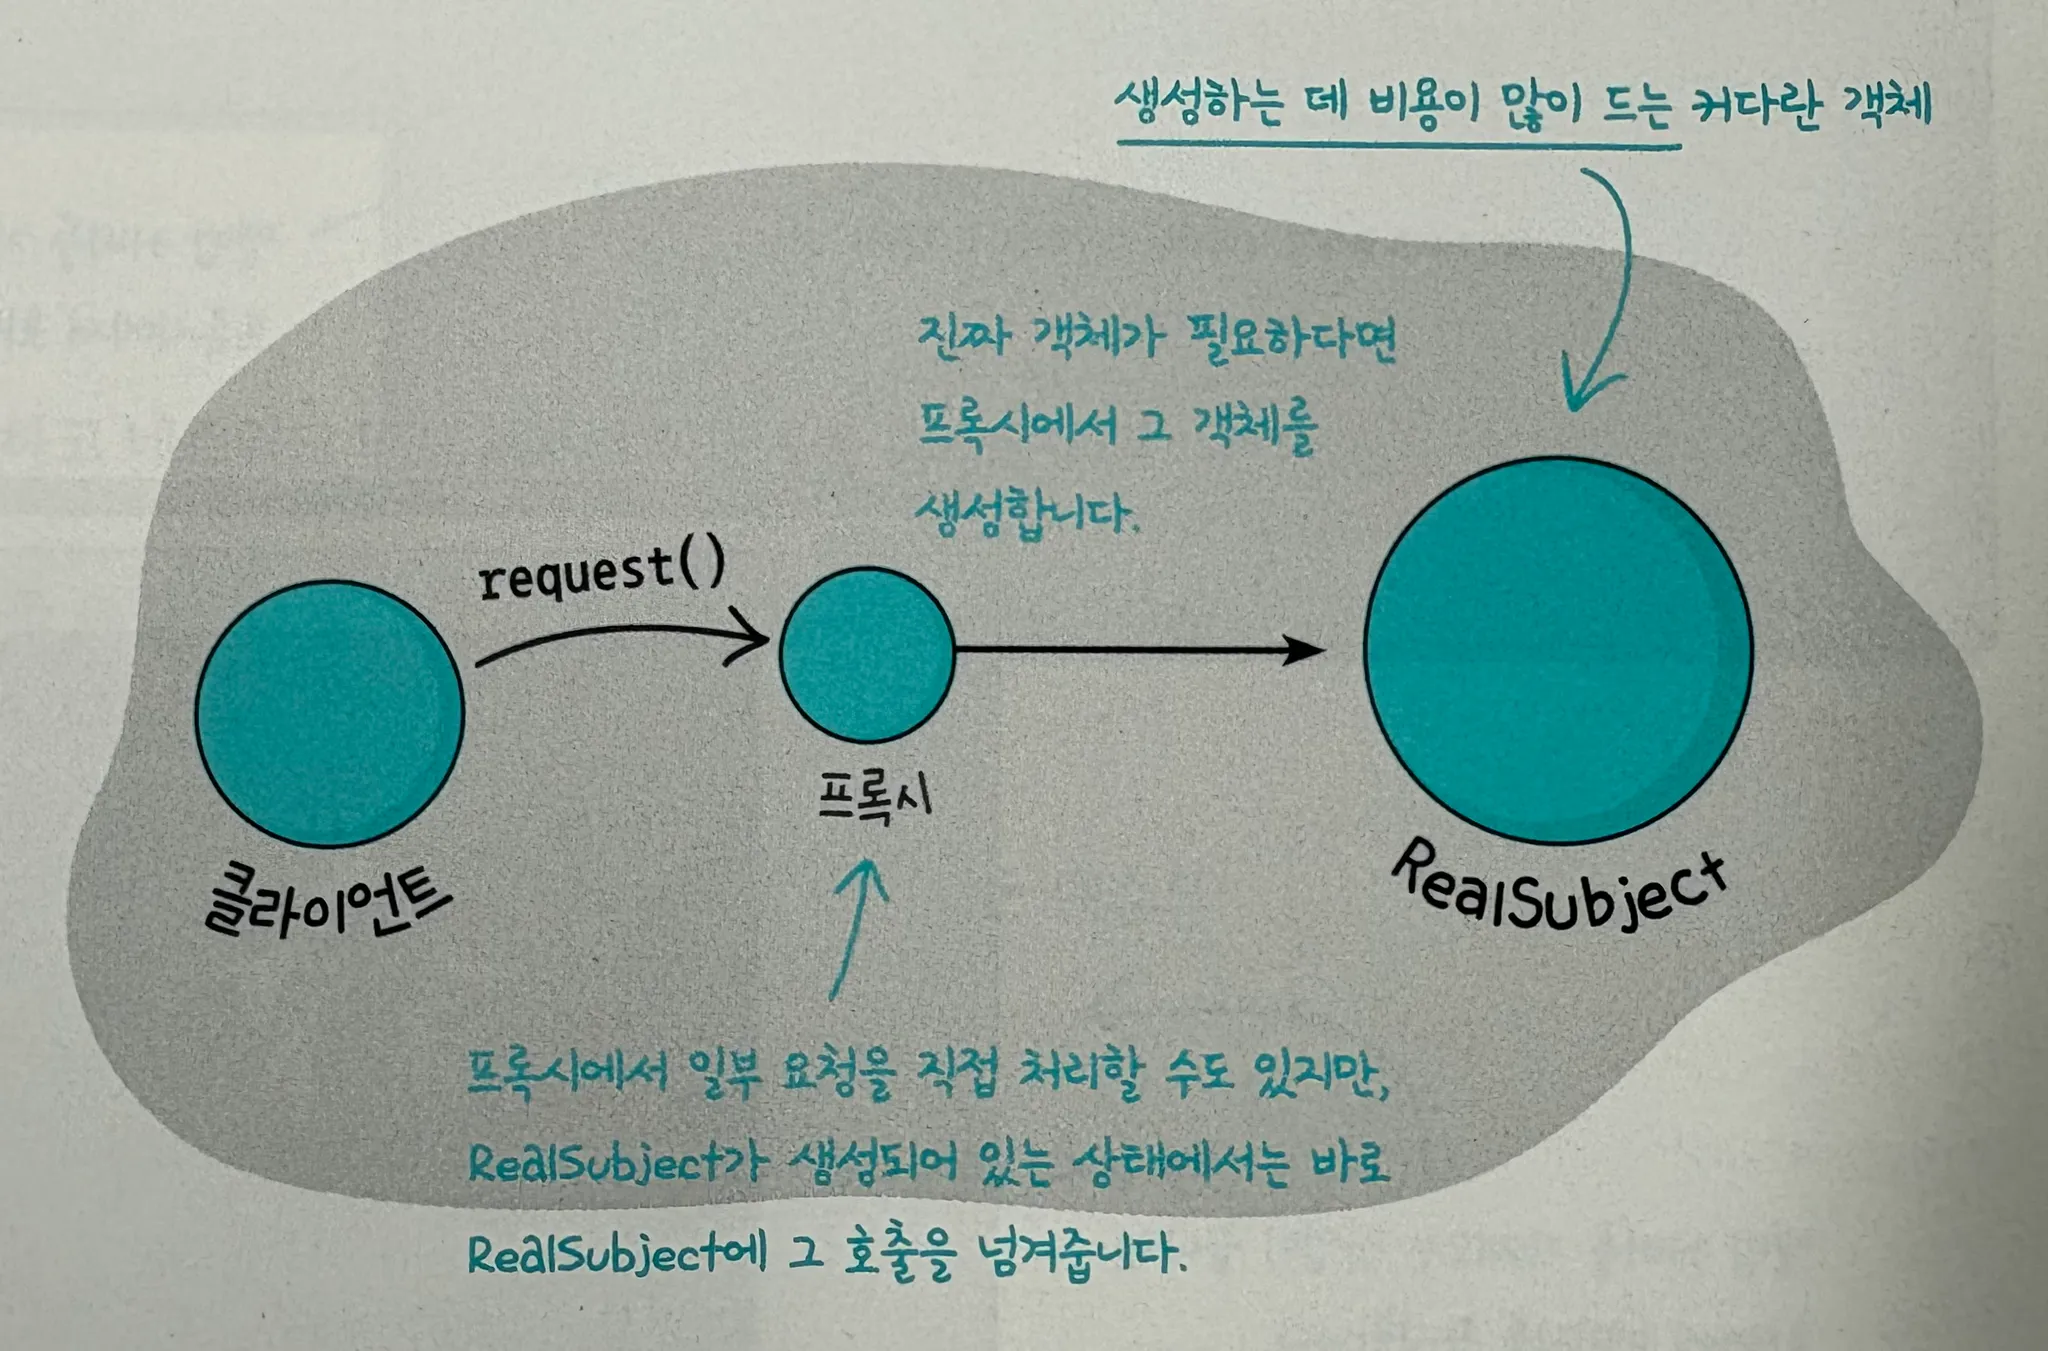 생성하는 데 비용이 많이 드는 커다란 객체
진짜 객체가 필요하다면
프록시에서 그 객체를
생성합니다.
request()
프록시
클라이언트
RealSubject
프록시에서 일부 요청을 직접 처리할 수도 있지만,
RealSubject가 생성되어 있는 상태에서는 바로
RealSubject에 그 호출을 넘겨줍니다.